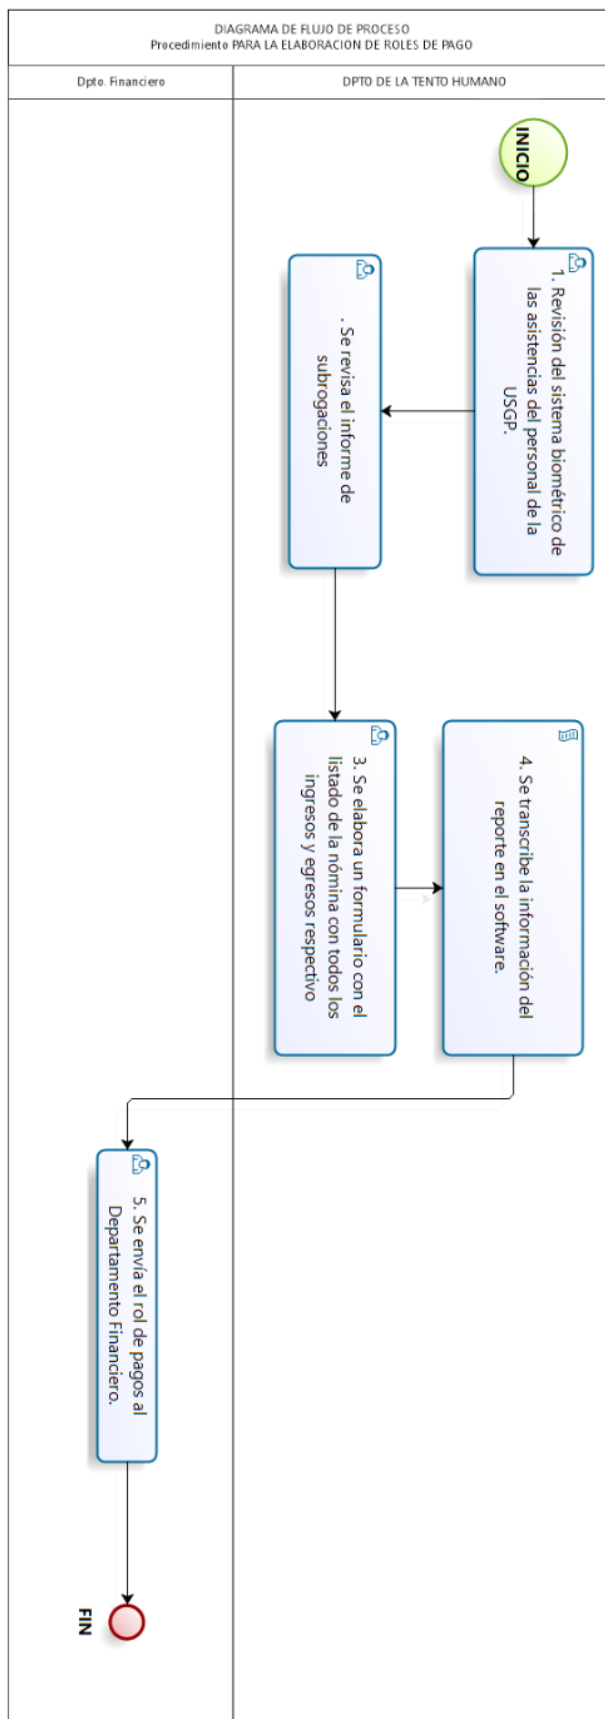 DIAGRAMA DE FLUJO DE PROCESO
Procedimiento PARA LA ELABORACION DE ROLES DE PAGO
Dpto. Financiero
DPTO DE LA TENTO HUMANO
INICIO
1. Revisión del sistema biométrico de
las asistencias del personal de la
USGP.
. Se revisa el informe de
subrogaciones
3. Se elabora un formulario con el
listado de la nómina con todos los
ingresos y egresos respectivo
4. Se transcribe la información del
reporte en el software.
5. Se envía el rol de pagos al
Departamento Financiero.
FIN